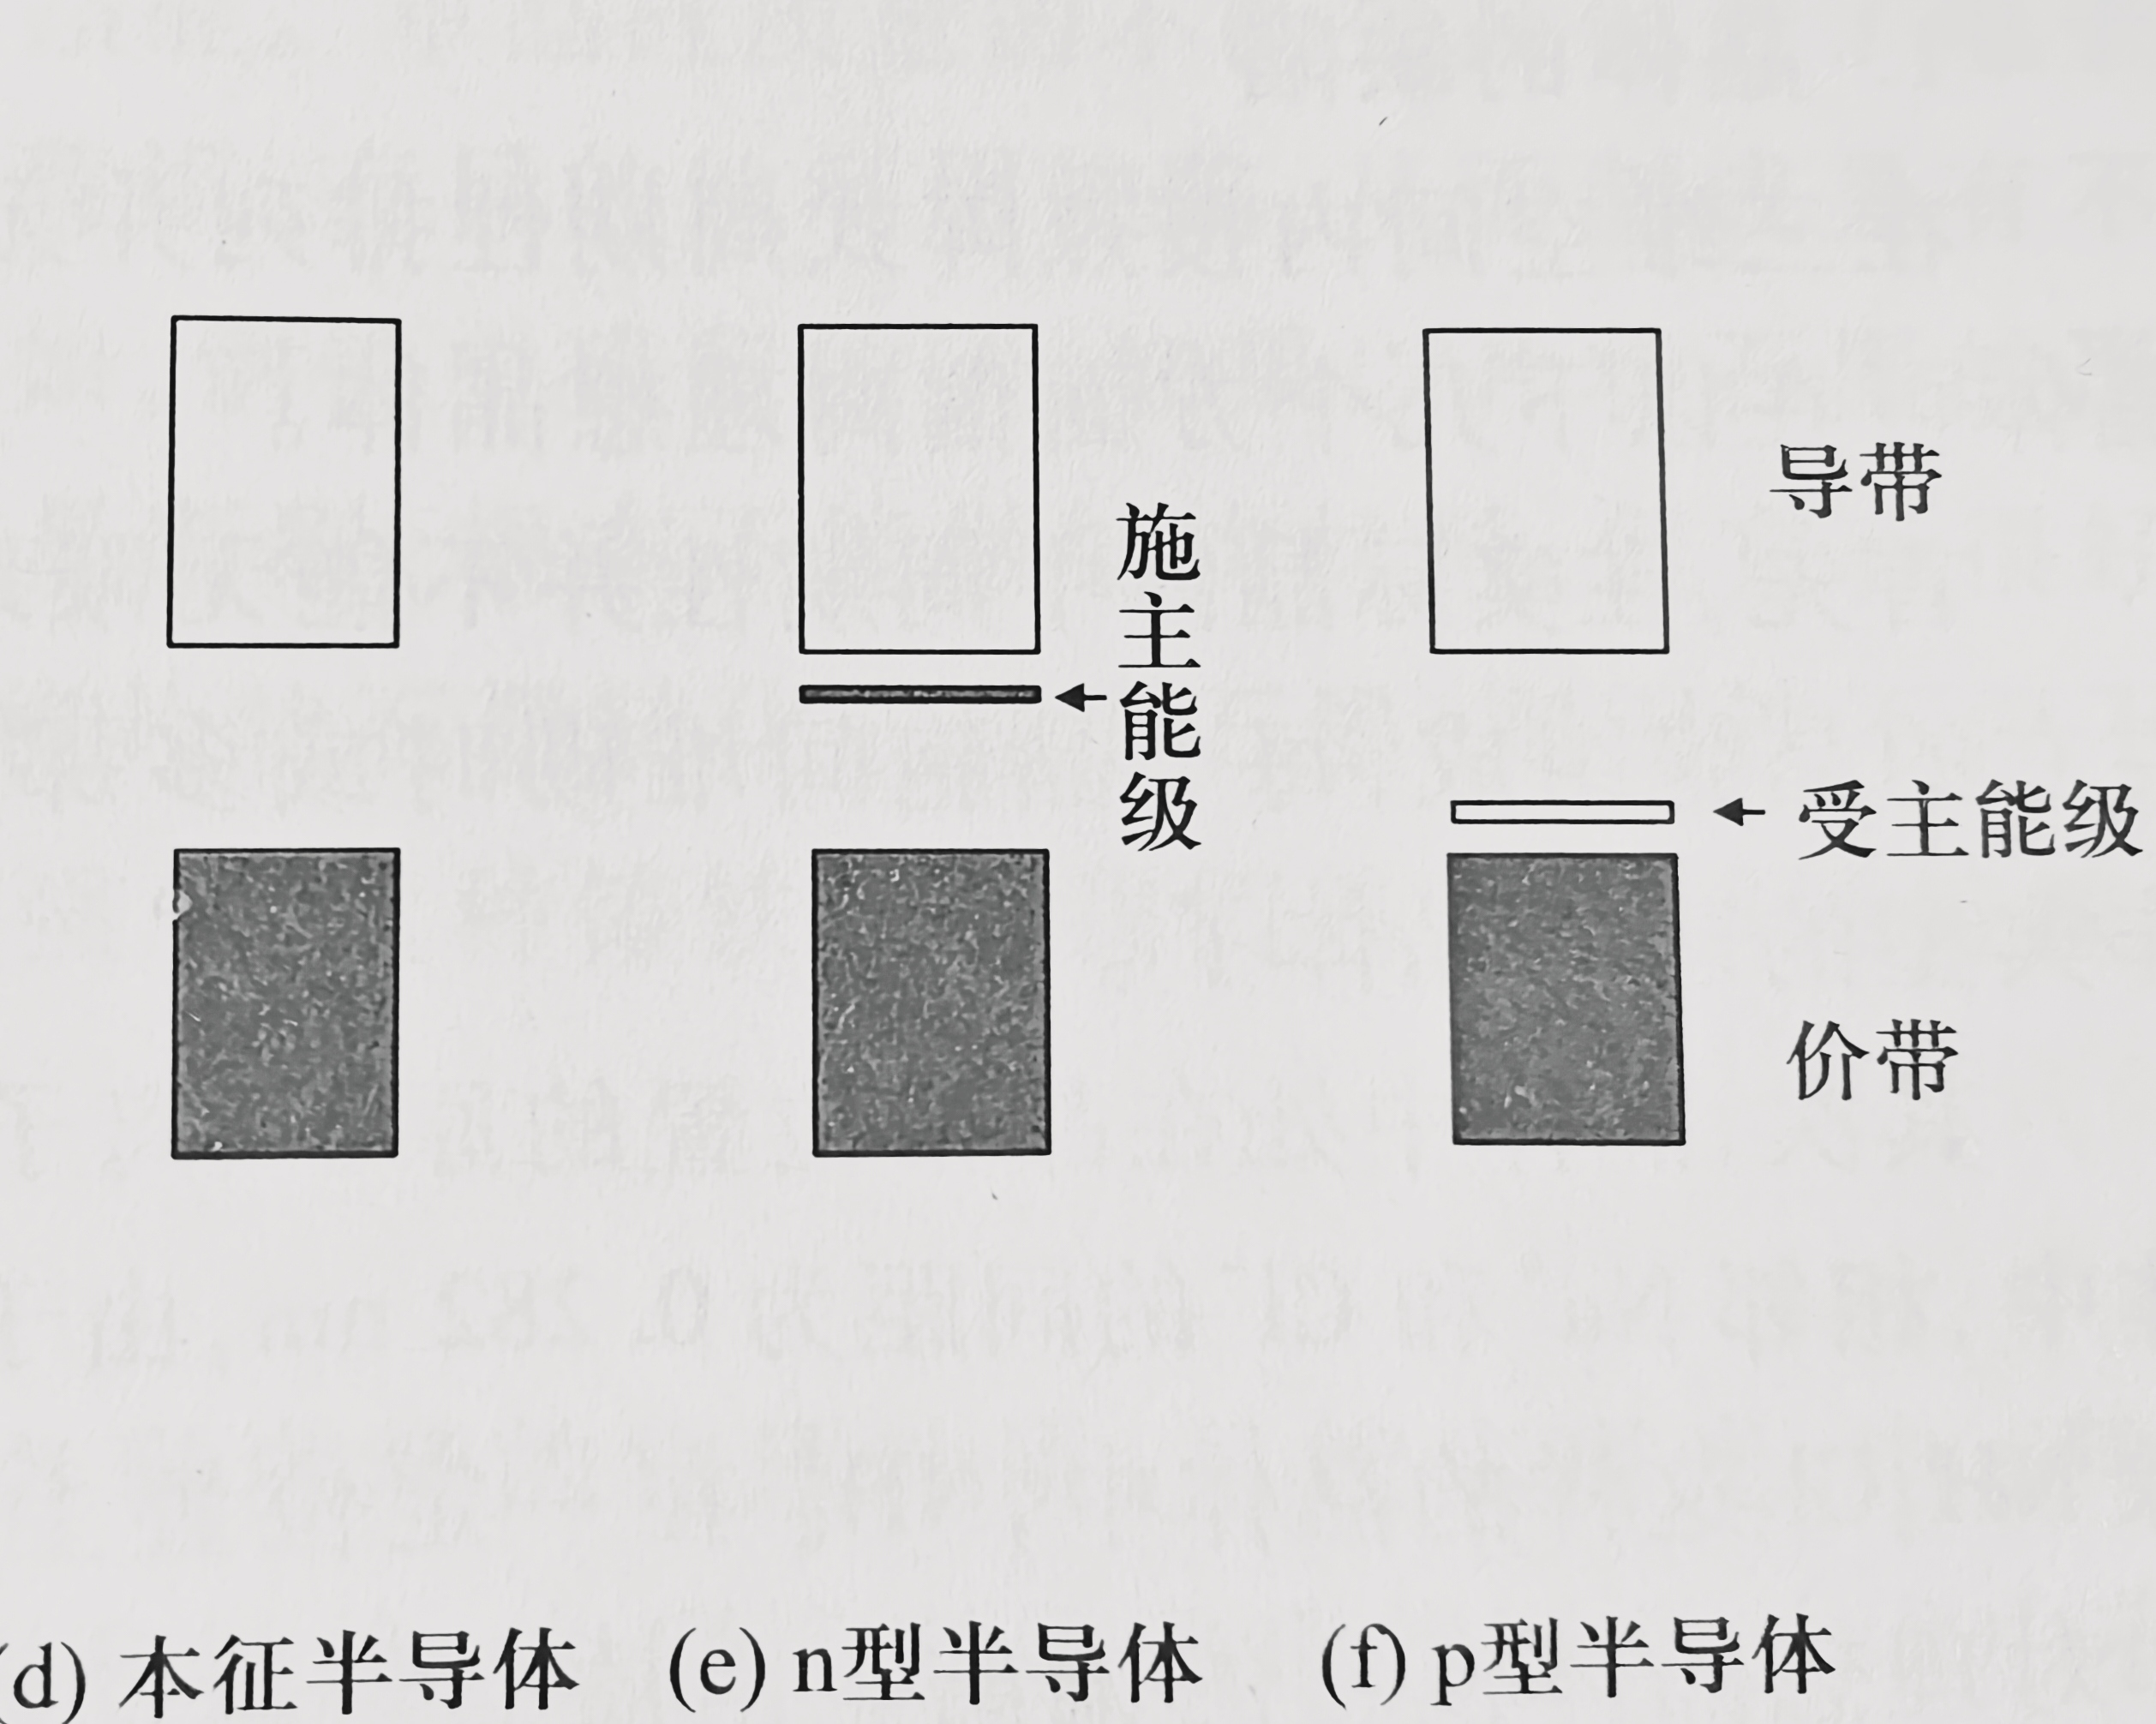 施主能级
导带
受主能级
价带
(d) 本征半导体
(e) n型半导体
(f) p型半导体